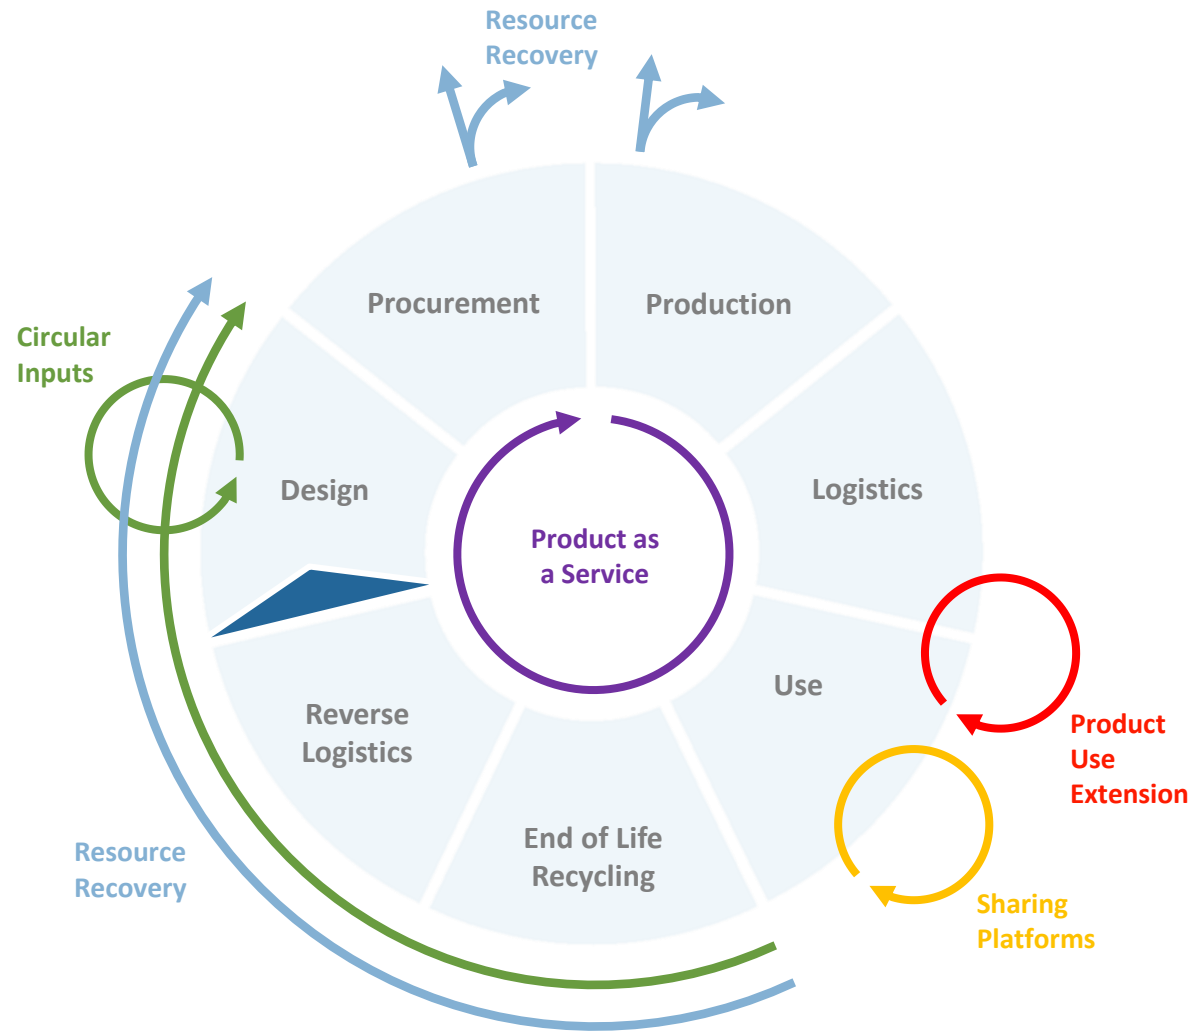 Resource
Recovery
Procurement
Production
Circular
Inputs
Design
Logistics
Product as
a Service
Use
Reverse
Logistics
Product
Use
Extension
End of Life
Recycling
Resource
Recovery
Sharing
Platforms